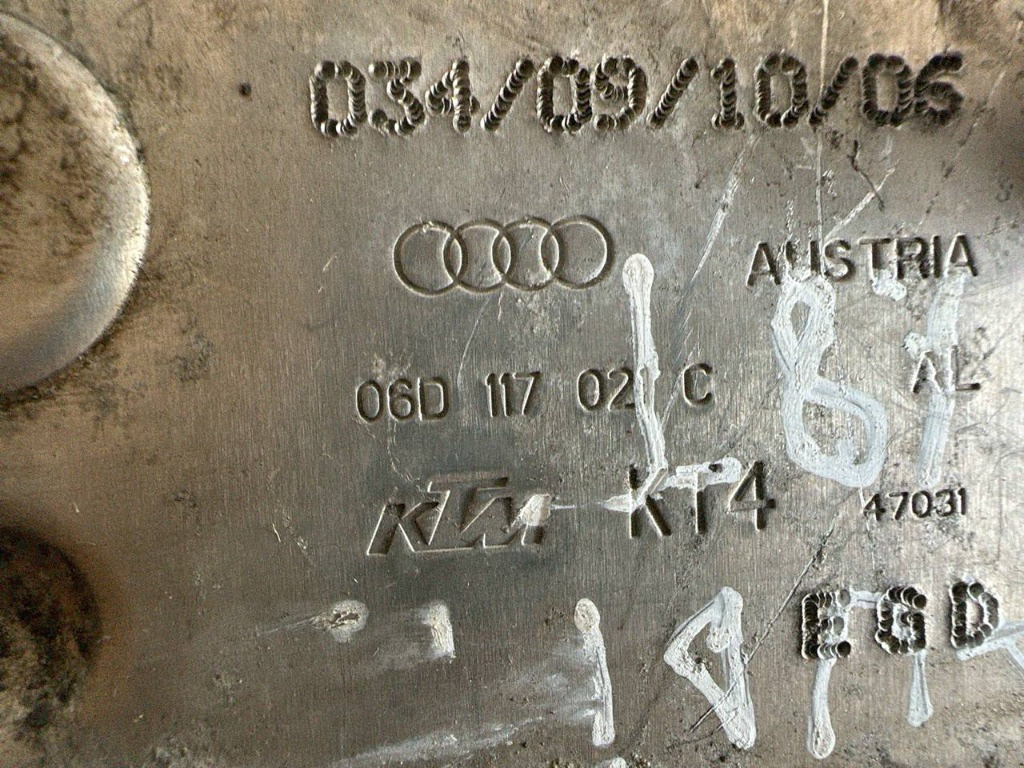 034/09/10/06
AUSTRIA
06D 117 021 C
AL
KTM KT4
47031
EGD